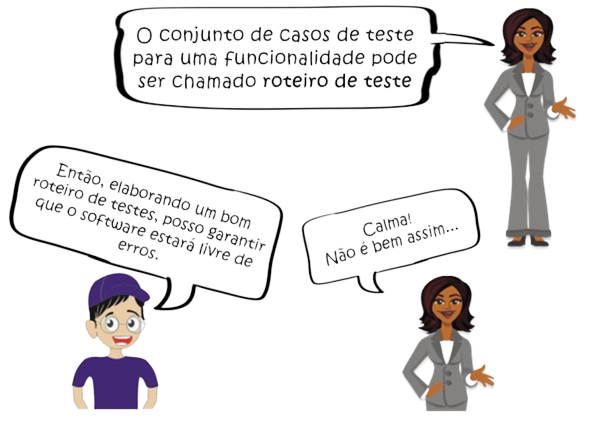 O conjunto de casos de teste
para uma funcionalidade pode
ser chamado roteiro de teste
Então, elaborando um bom
roteiro de testes, posso garantir
que o software estará livre de
erros.
Calma!
Não é bem assim...